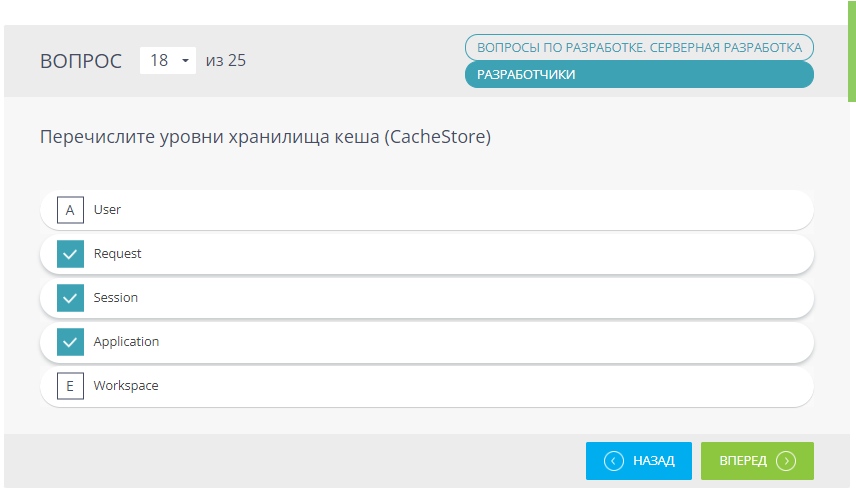 ВОПРОС 18 из 25
ВОПРОСЫ ПО РАЗРАБОТКЕ. СЕРВЕРНАЯ РАЗРАБОТКА
РАЗРАБОТЧИКИ
Перечислите уровни хранилища кеша (CacheStore)
A User
Request
Session
Application
E Workspace
НАЗАД
ВПЕРЕД